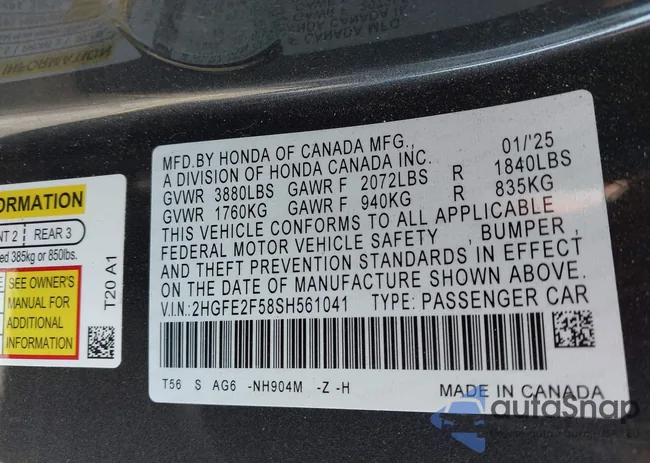 MFD.BY HONDA OF CANADA MFG., 01/'25
A DIVISION OF HONDA CANADA INC.
GVWR 3880LBS GAWR F 2072LBS R 1840LBS
GVWR 1760KG GAWR F 940KG R 835KG
THIS VEHICLE CONFORMS TO ALL APPLICABLE
FEDERAL MOTOR VEHICLE SAFETY , BUMPER ,
AND THEFT PREVENTION STANDARDS IN EFFECT
ON THE DATE OF MANUFACTURE SHOWN ABOVE.
V.I.N.: 2HGFE2F58SH561041 TYPE: PASSENGER CAR
T56 S AG6 -NH904M -Z -H MADE IN CANADA
REAR 3
385kg or 850lbs.
SEE OWNER'S
MANUAL FOR
ADDITIONAL
INFORMATION
T20 A1
autoSnap